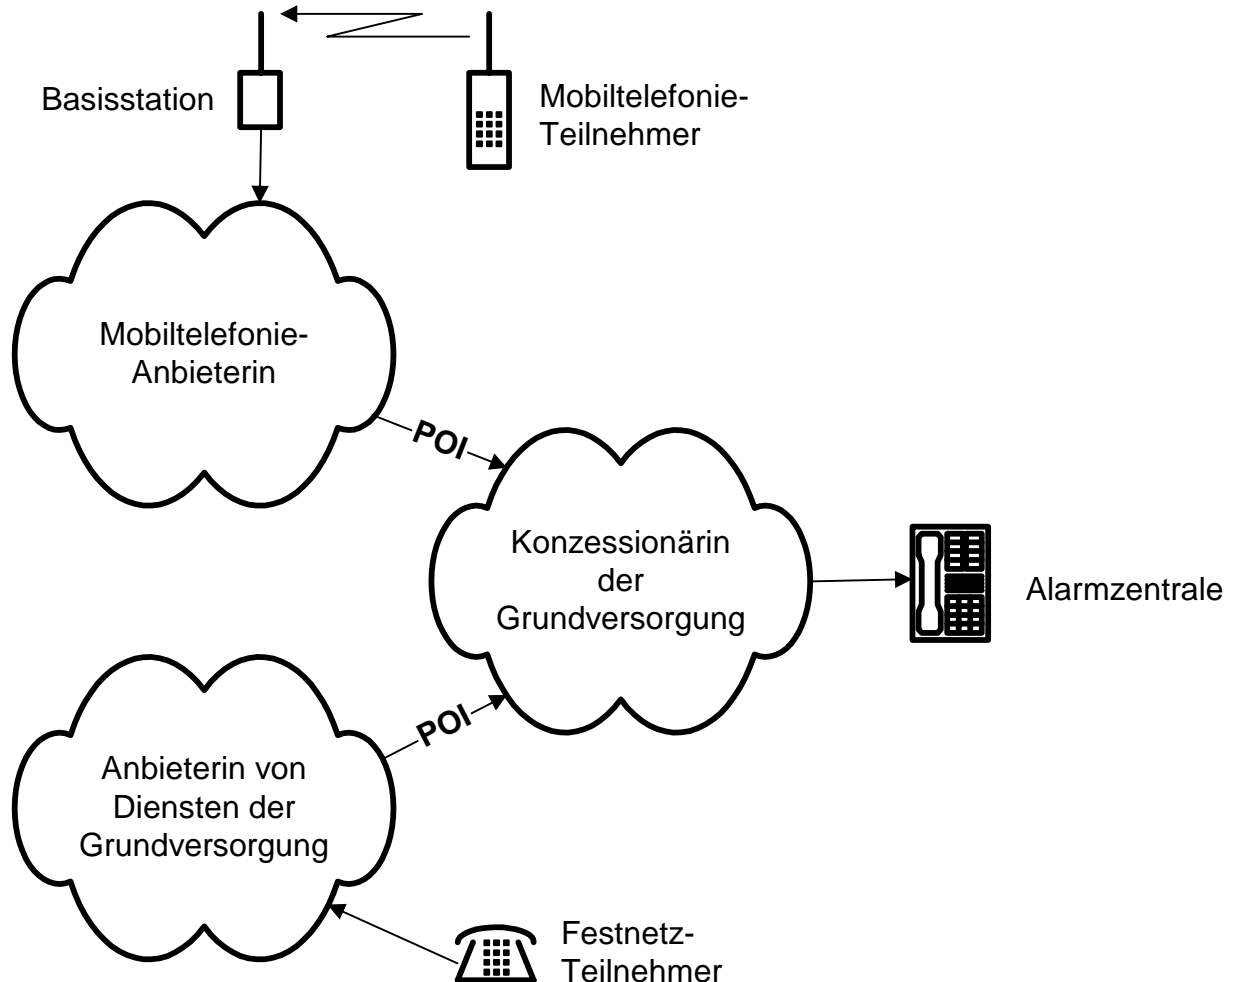 Basisstation
Mobiltelefonie-
Teilnehmer
Mobiltelefonie-
Anbieterin
POI
Konzessionärin
der
Grundversorgung
Alarmzentrale
POI
Anbieterin von
Diensten der
Grundversorgung
Festnetz-
Teilnehmer